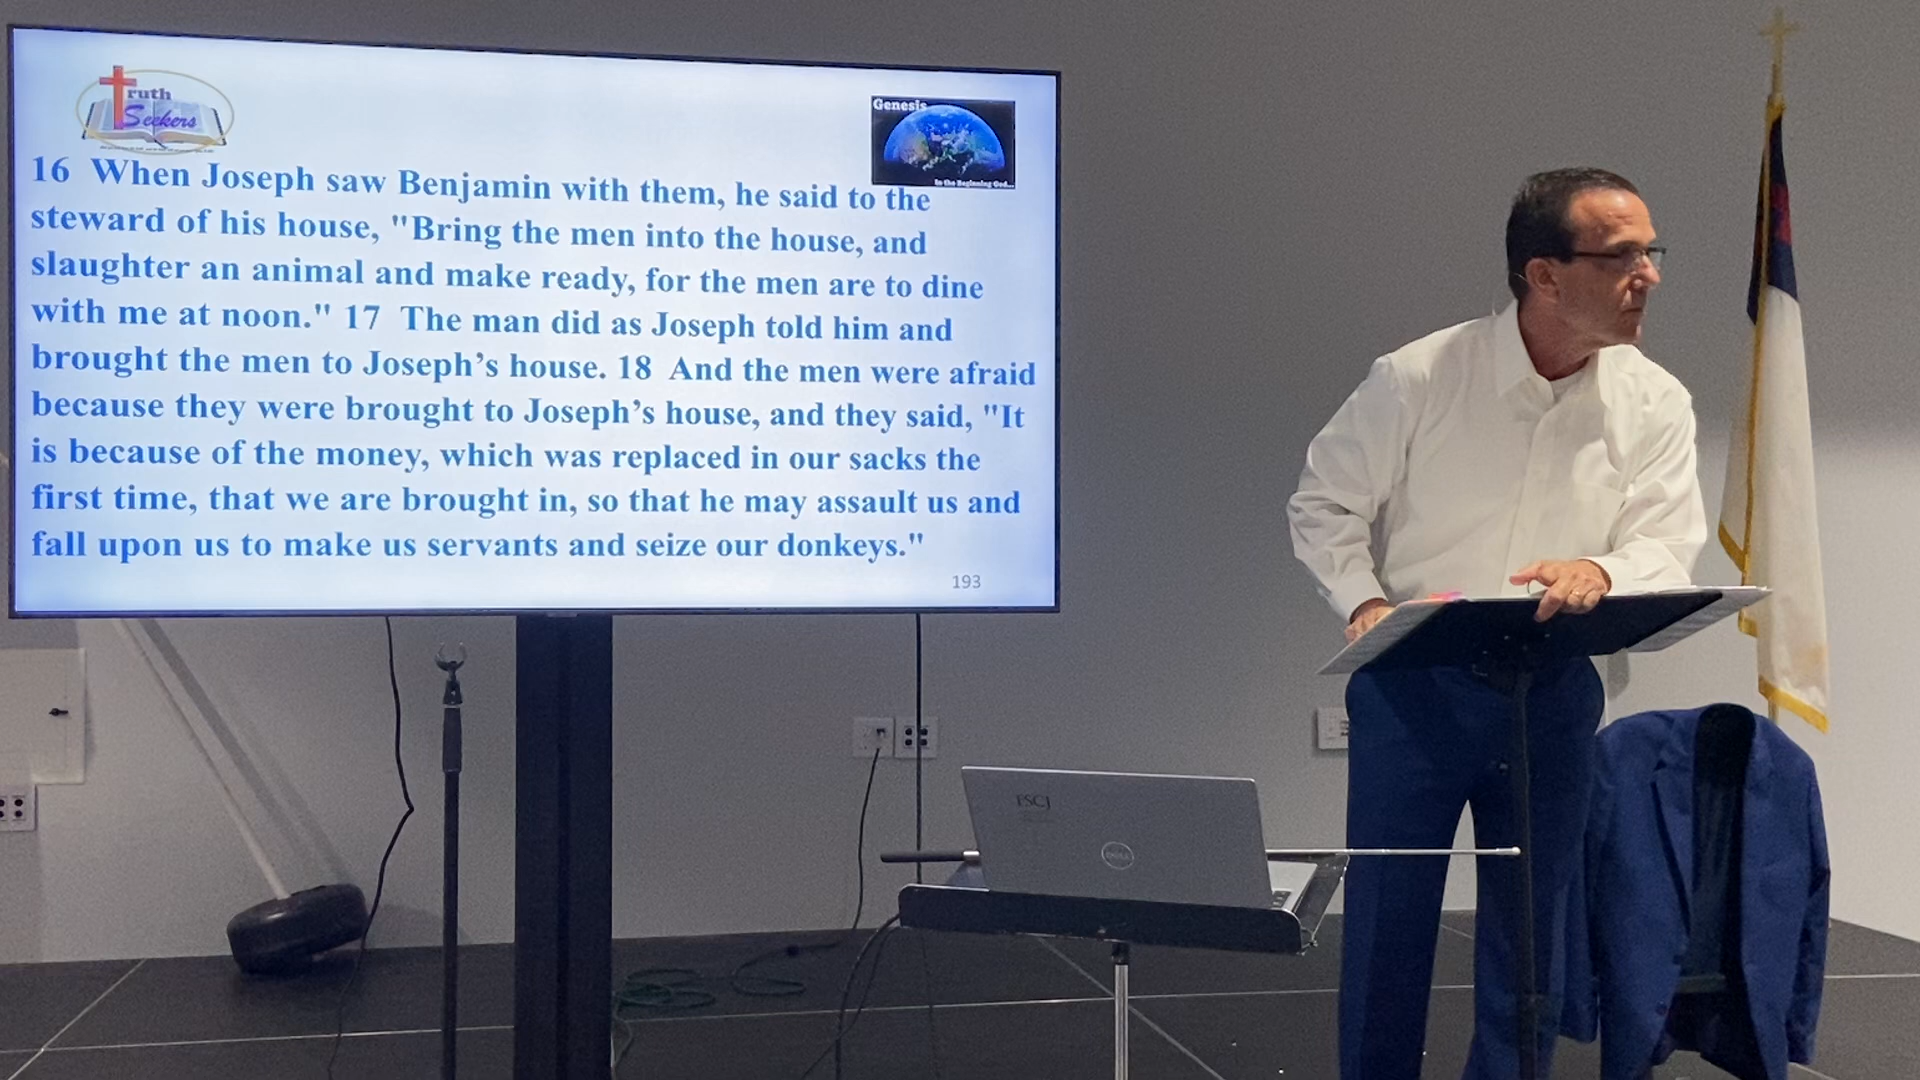 Truth
Seekers
Genesis
In the Beginning God...
16 When Joseph saw Benjamin with them, he said to the
steward of his house, "Bring the men into the house, and
slaughter an animal and make ready, for the men are to dine
with me at noon." 17 The man did as Joseph told him and
brought the men to Joseph’s house. 18 And the men were afraid
because they were brought to Joseph’s house, and they said, "It
is because of the money, which was replaced in our sacks the
first time, that we are brought in, so that he may assault us and
fall upon us to make us servants and seize our donkeys."
193
FSCJ
DELL